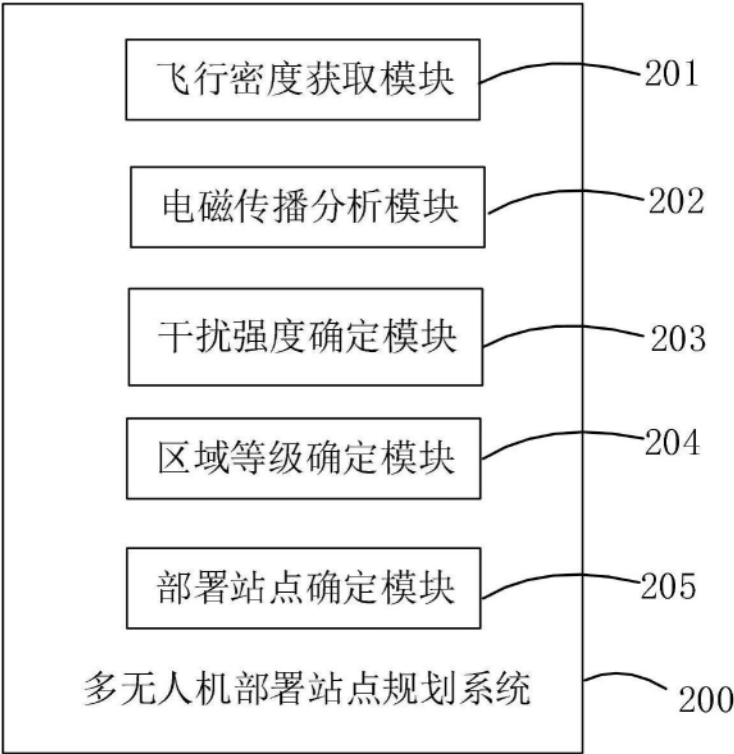 飞行密度获取模块
201
电磁传播分析模块
202
干扰强度确定模块
203
区域等级确定模块
204
部署站点确定模块
205
多无人机部署站点规划系统
200